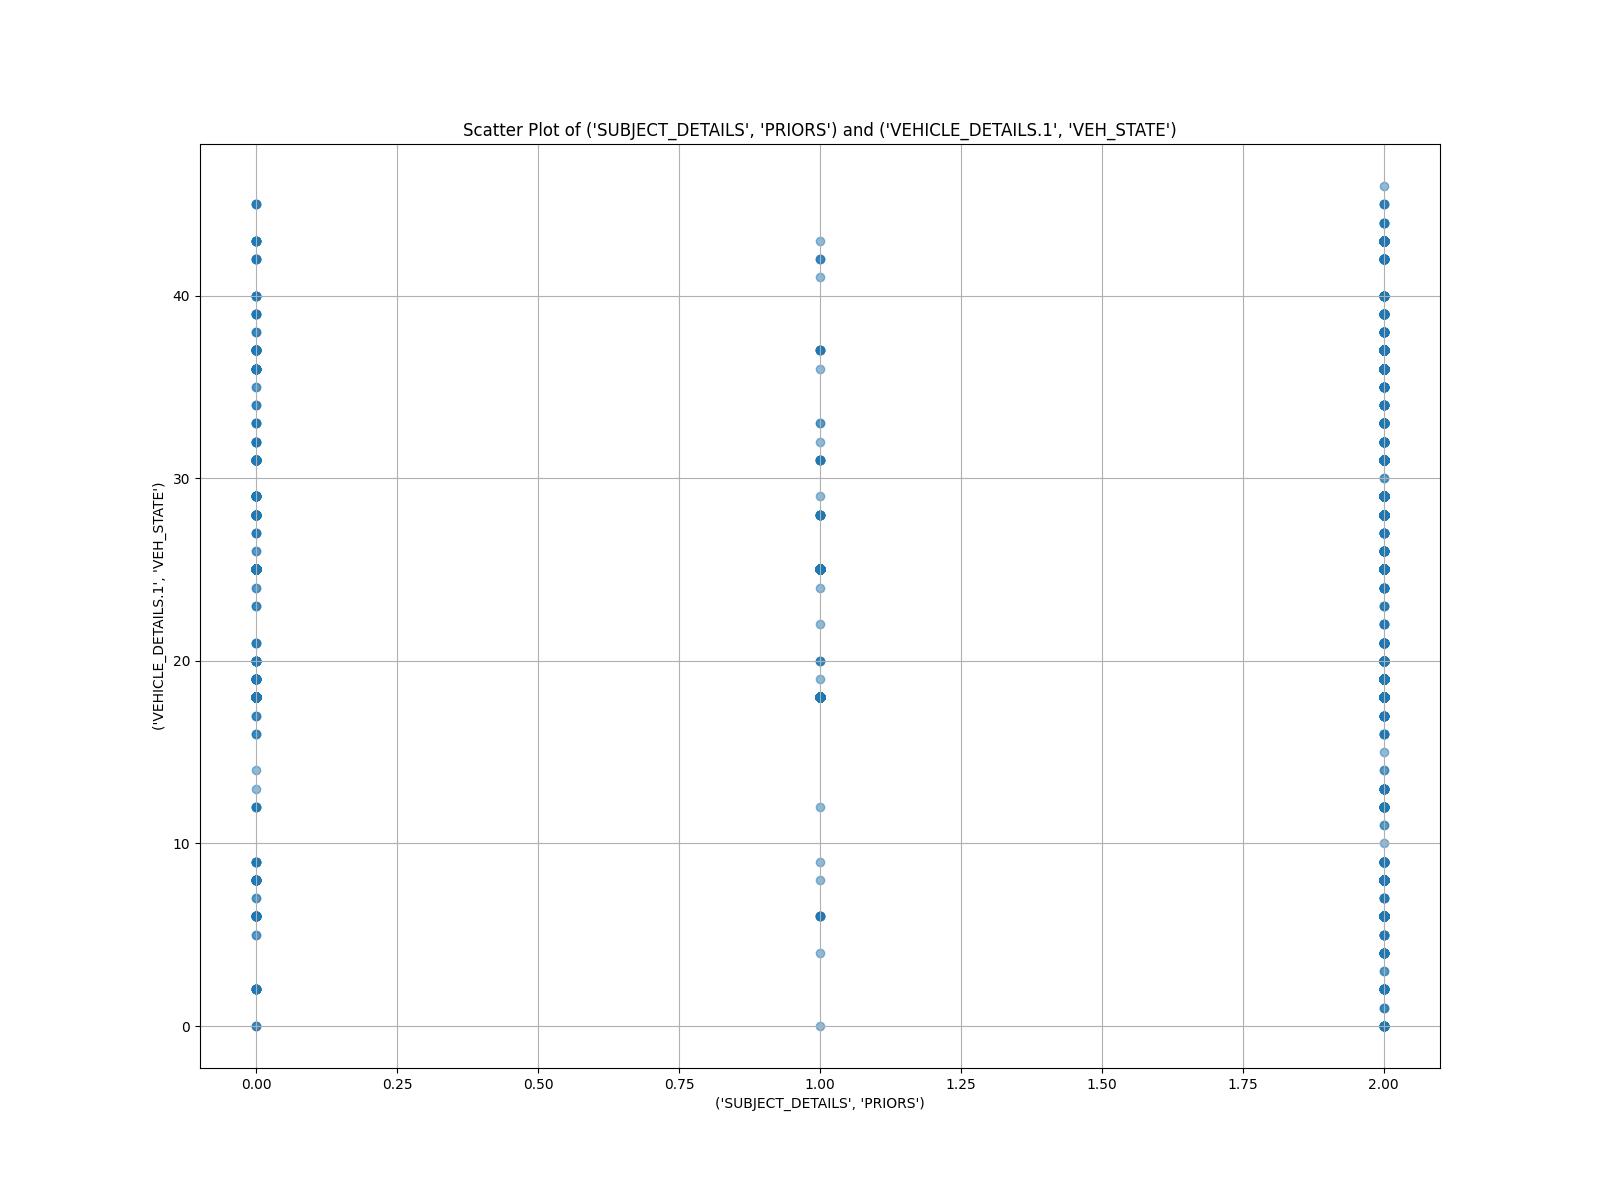 Scatter Plot of ('SUBJECT_DETAILS', 'PRIORS') and ('VEHICLE_DETAILS.1', 'VEH_STATE')
('VEHICLE_DETAILS.1', 'VEH_STATE')
40
30
20
10
0
0.00 0.25 0.50 0.75 1.00 1.25 1.50 1.75 2.00
('SUBJECT_DETAILS', 'PRIORS')